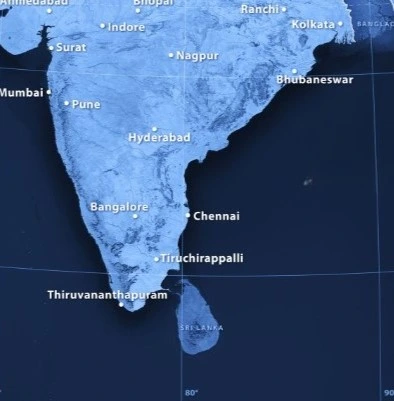 Ahmedabad
Bhopal
Ranchi
Indore
Kolkata
Surat
Nagpur
Bhubaneswar
Mumbai
Pune
Hyderabad
Bangalore
Chennai
Tiruchirappalli
Thiruvananthapuram
SRI LANKA
80°
90